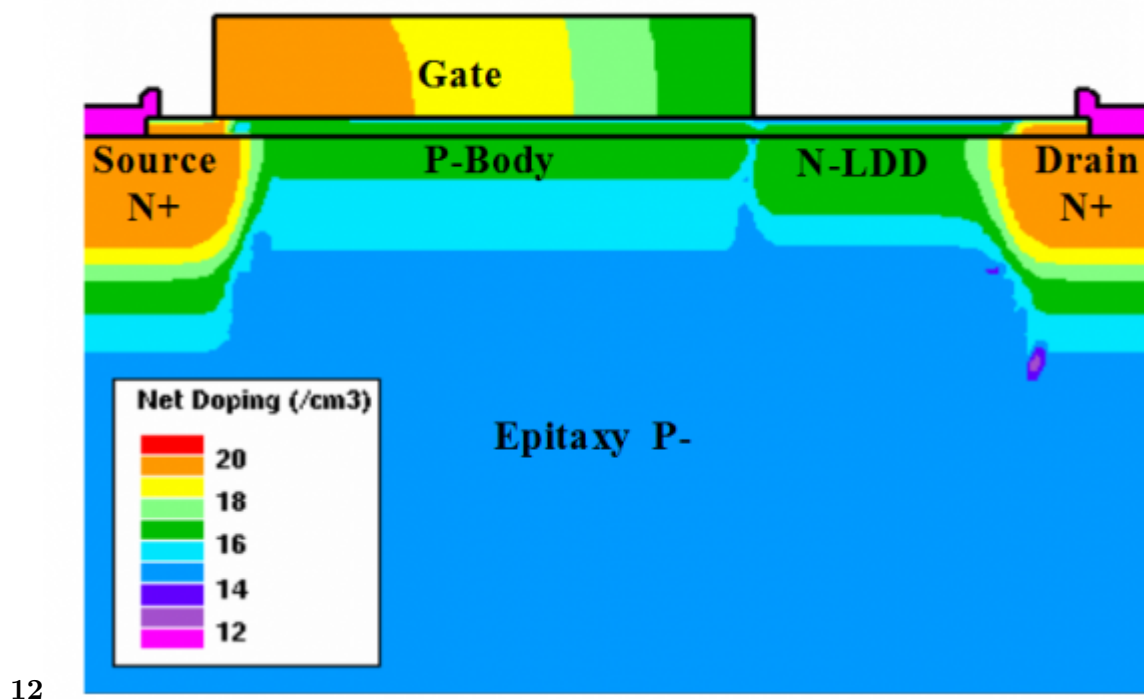 Gate
Source
N+
P-Body
N-LDD
Drain
N+
Net Doping (/cm3)
20
18
16
14
12
Epitaxy P-
12